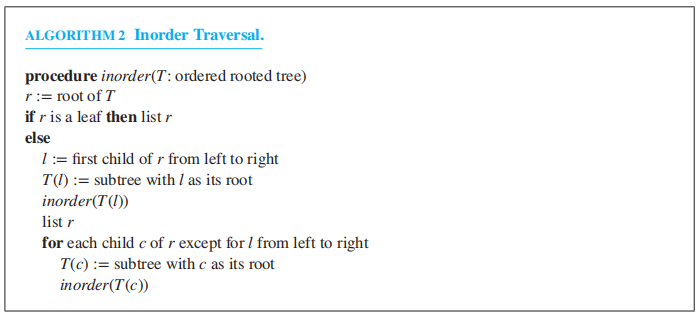 ALGORITHM 2 Inorder Traversal.
procedure inorder(T: ordered rooted tree)
r := root of T
if r is a leaf then list r
else
l := first child of r from left to right
T(l) := subtree with l as its root
inorder(T(l))
list r
for each child c of r except for l from left to right
T(c) := subtree with c as its root
inorder(T(c))